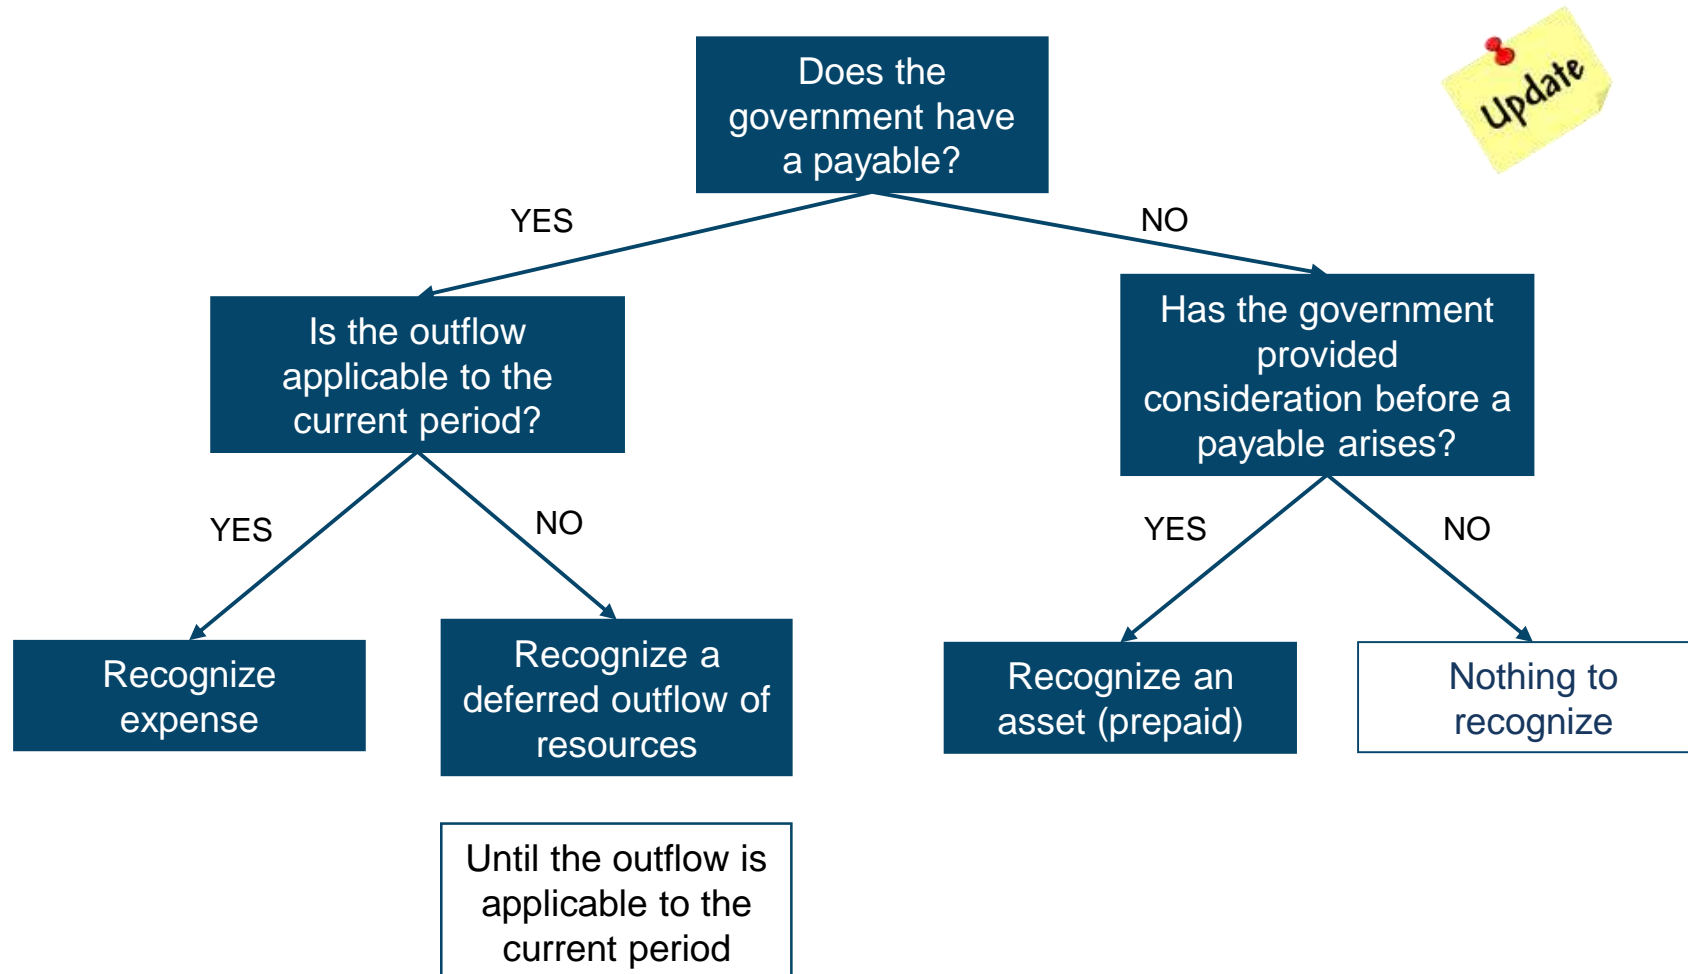 Does the
government have
a payable?
Update
YES
NO
Is the outflow
applicable to the
current period?
Has the government
provided
consideration before a
payable arises?
YES
NO
YES
NO
Recognize
expense
Recognize a
deferred outflow of
resources
Recognize an
asset (prepaid)
Nothing to
recognize
Until the outflow is
applicable to the
current period